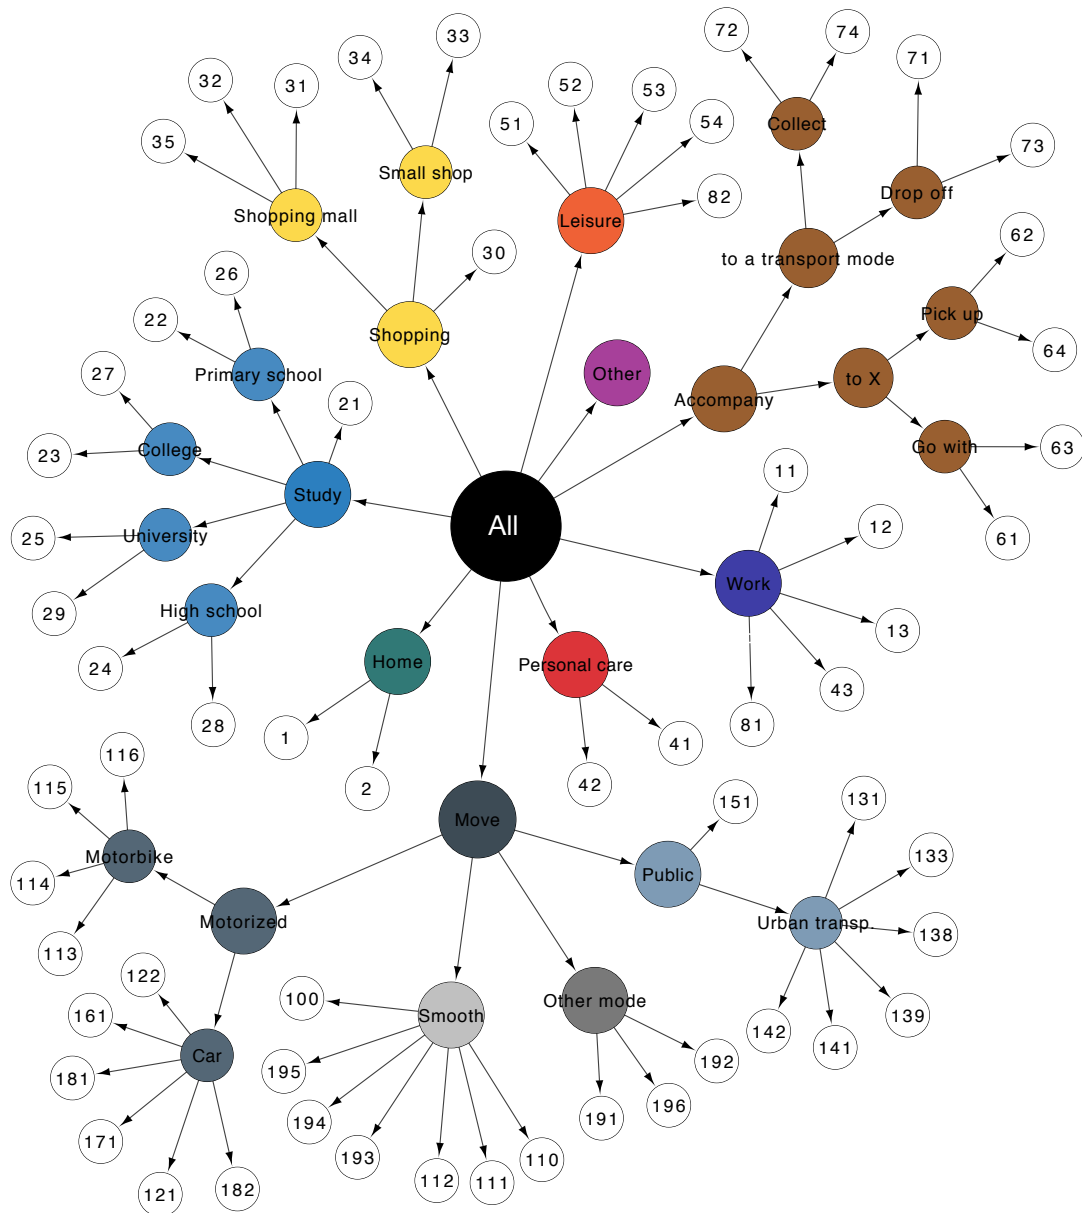 72
74
33
34
71
32
31
52
53
51
54
Collect
35
73
Small shop
Drop off
82
Shopping mall
Leisure
62
30
to a transport mode
26
Pick up
22
Shopping
64
27
Primary school
Other
to X
21
Accompany
College
Go with
63
23
11
Study
All
12
University
25
61
Work
29
High school
13
Home
Personal care
24
43
28
81
1
41
116
2
42
115
151
131
Motorbike
Move
133
114
Public
Motorized
Urban transp.
138
113
122
100
Other mode
161
Smooth
139
142
Car
141
181
195
192
171
194
196
191
193
110
121
182
112
111